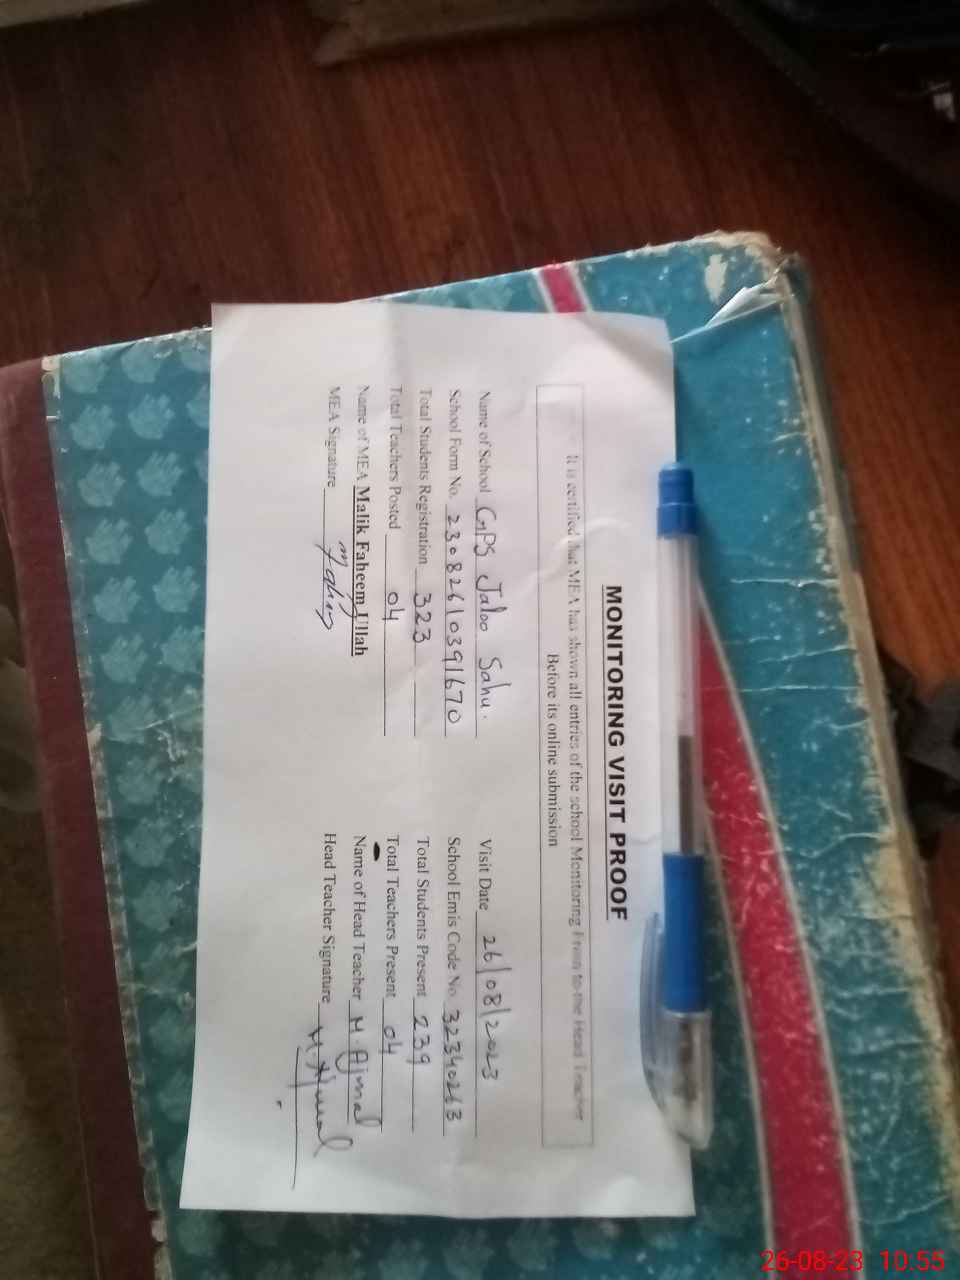 MONITORING VISIT PROOF
It is certified that MEA has shown all entries of the school Monitoring From to the Head Teacher
Before its online submission
Name of School GPS Jaloo Sahu. Visit Date 26/08/2023
School Form No. 23082610391670 School Emis Code No 32340263
Total Students Registration 323 Total Students Present 239
Total Teachers Posted 04 Total Teachers Present 04
Name of MEA Malik Faheem Ullah Name of Head Teacher M. Ajmal
MEA Signature Head Teacher Signature M. Ajmal
26-08-23 10:55